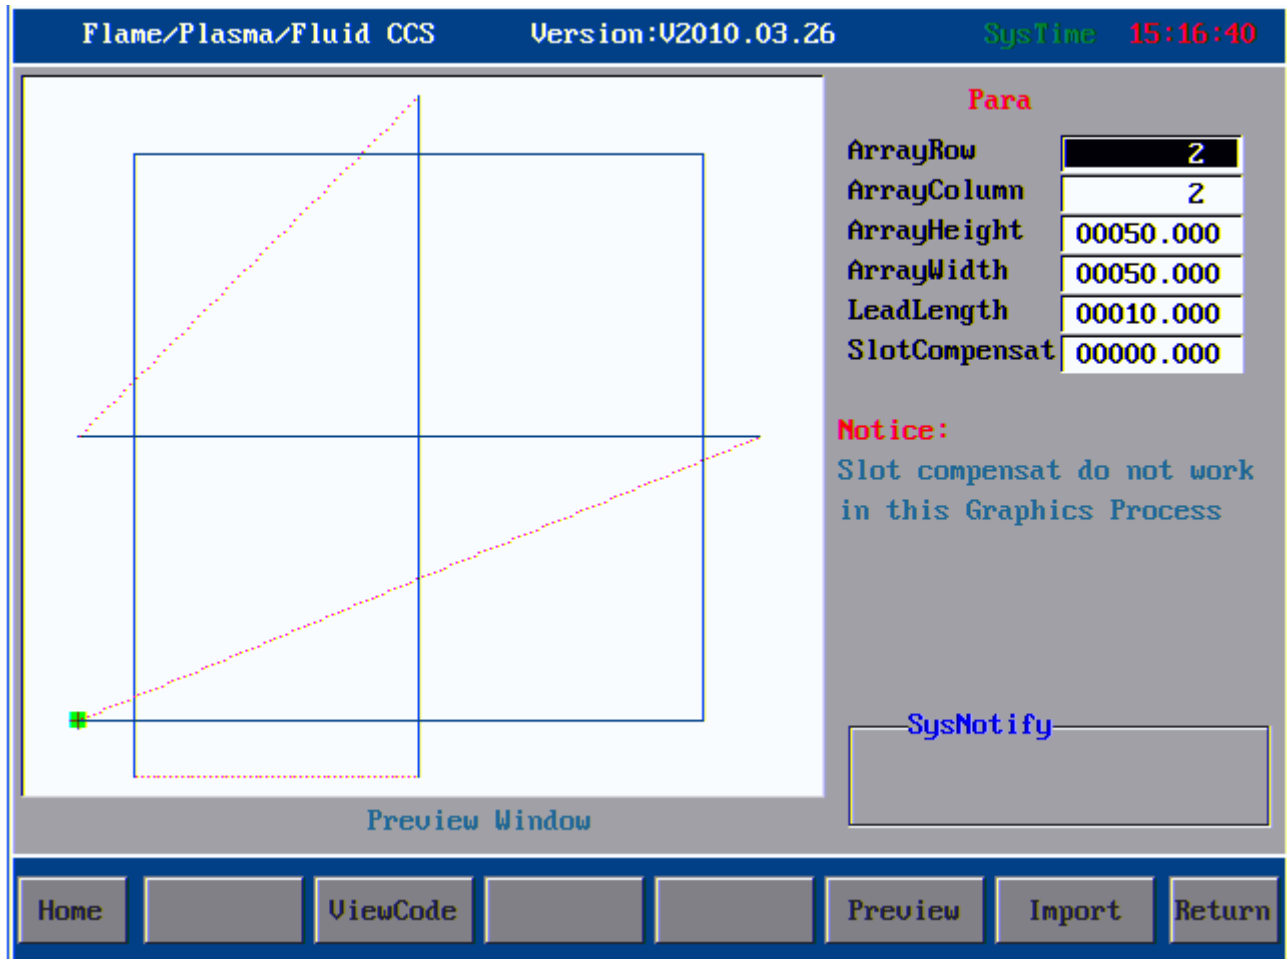 Flame/Plasma/Fluid CCS Version:V2010.03.26 SysTime 15:16:40
Para
ArrayRow 2
ArrayColumn 2
ArrayHeight 00050.000
ArrayWidth 00050.000
LeadLength 00010.000
SlotCompensat 00000.000
Notice:
Slot compensat do not work
in this Graphics Process
SysNotify
Preview Window
Home ViewCode Preview Import Return